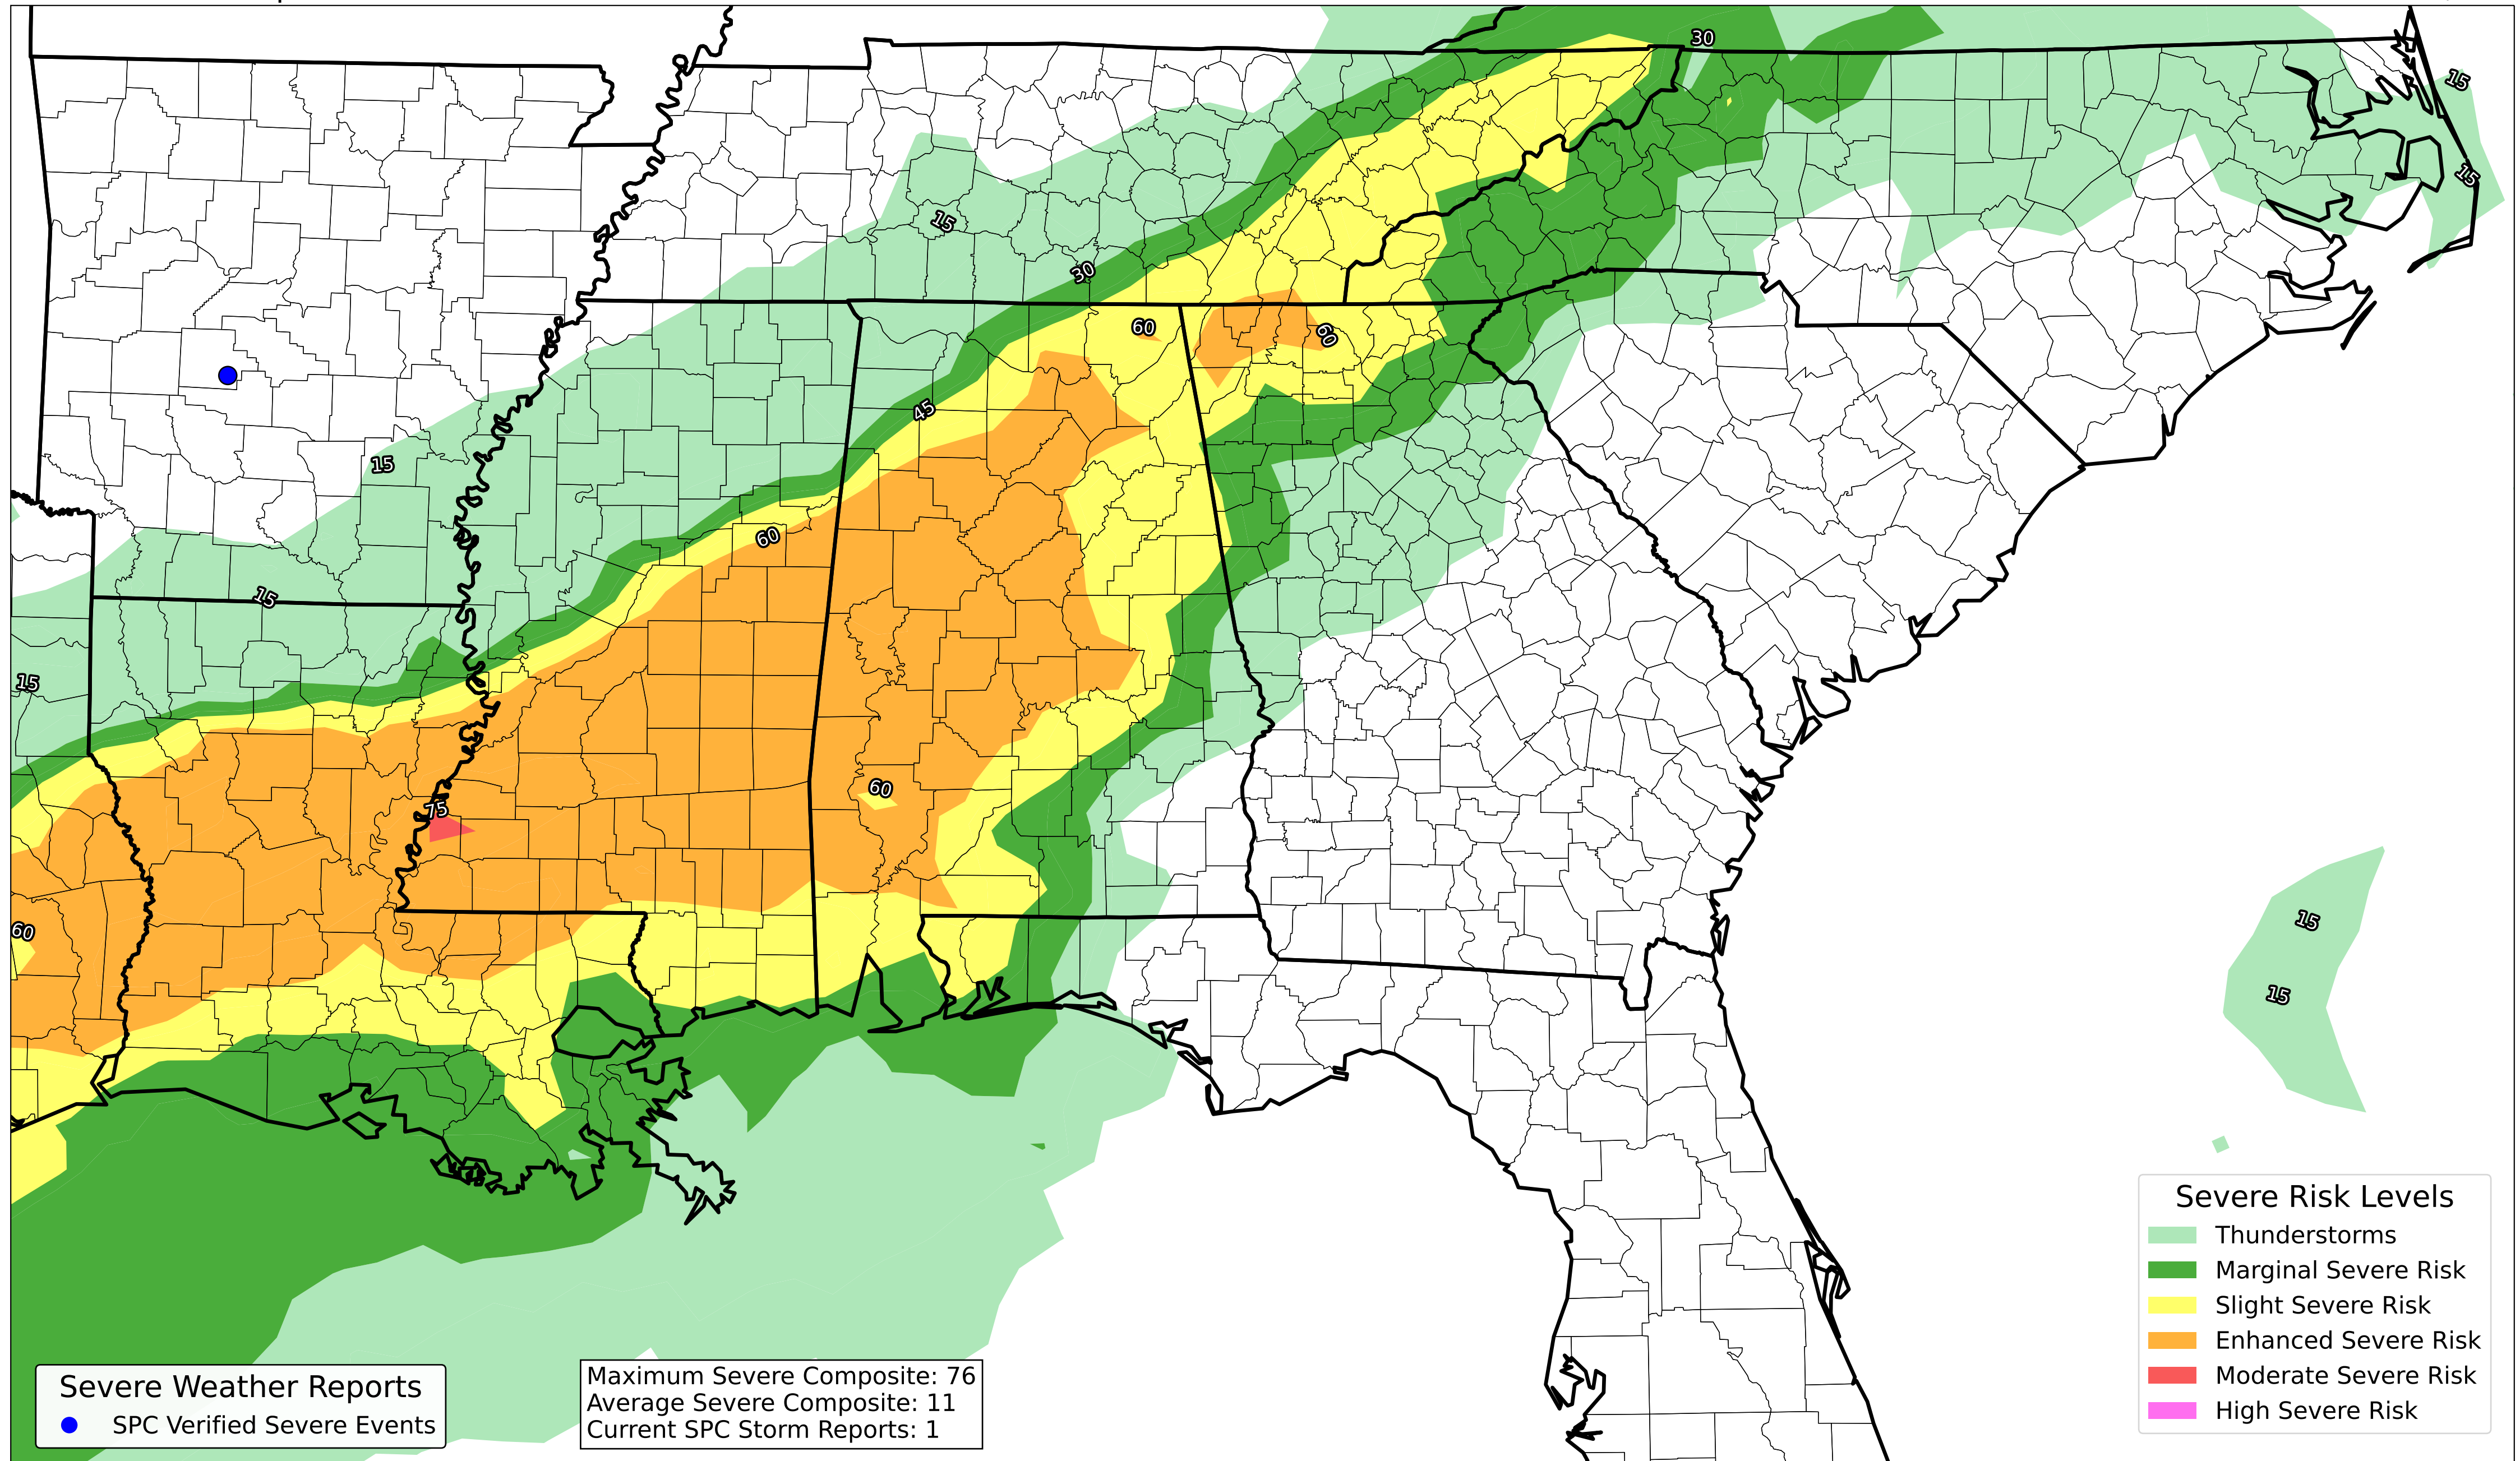 30
15
15
15
30
60
60
45
15
60
15
15
60
75
15
60
15
Severe Risk Levels
Thunderstorms
Marginal Severe Risk
Slight Severe Risk
Enhanced Severe Risk
Moderate Severe Risk
High Severe Risk
Severe Weather Reports
SPC Verified Severe Events
Maximum Severe Composite: 76
Average Severe Composite: 11
Current SPC Storm Reports: 1